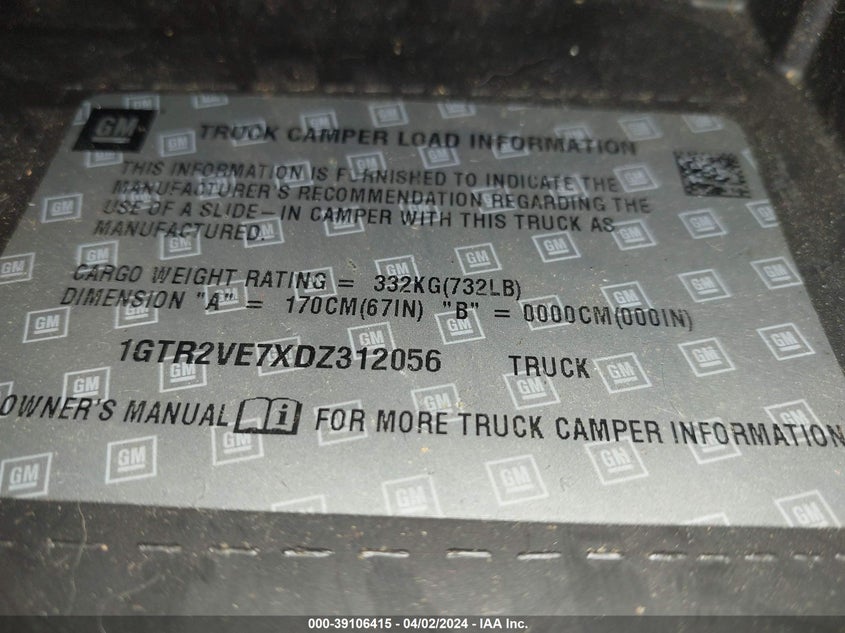 GM TRUCK CAMPER LOAD INFORMATION
THIS INFORMATION IS FURNISHED TO INDICATE THE
MANUFACTURER'S RECOMMENDATION REGARDING THE
USE OF A SLIDE-IN CAMPER WITH THIS TRUCK AS
MANUFACTURED.
CARGO WEIGHT RATING = 332KG(732LB)
DIMENSION "A" = 170CM(67IN) "B" = 0000CM(000IN)
1GTR2VE7XDZ312056 TRUCK
OWNER'S MANUAL FOR MORE TRUCK CAMPER INFORMATION
000-39106415 - 04/02/2024 - IAA, Inc.